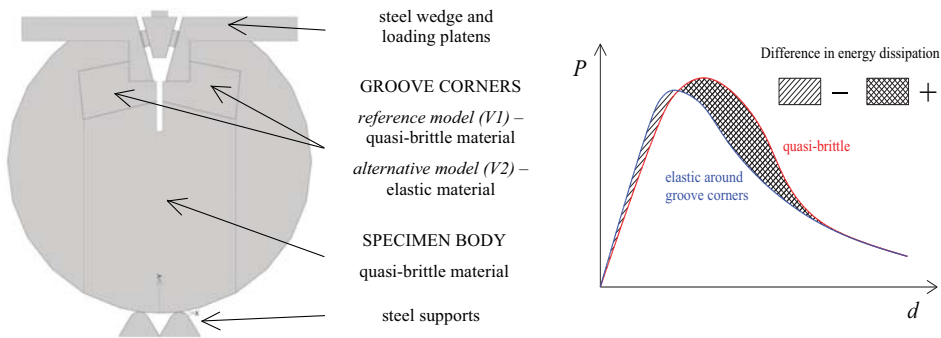 steel wedge and
loading platens
GROOVE CORNERS
reference model (V1) –
quasi-brittle material
alternative model (V2) –
elastic material
SPECIMEN BODY
quasi-brittle material
steel supports
P
Difference in energy dissipation
– +
quasi-brittle
elastic around
groove corners
d